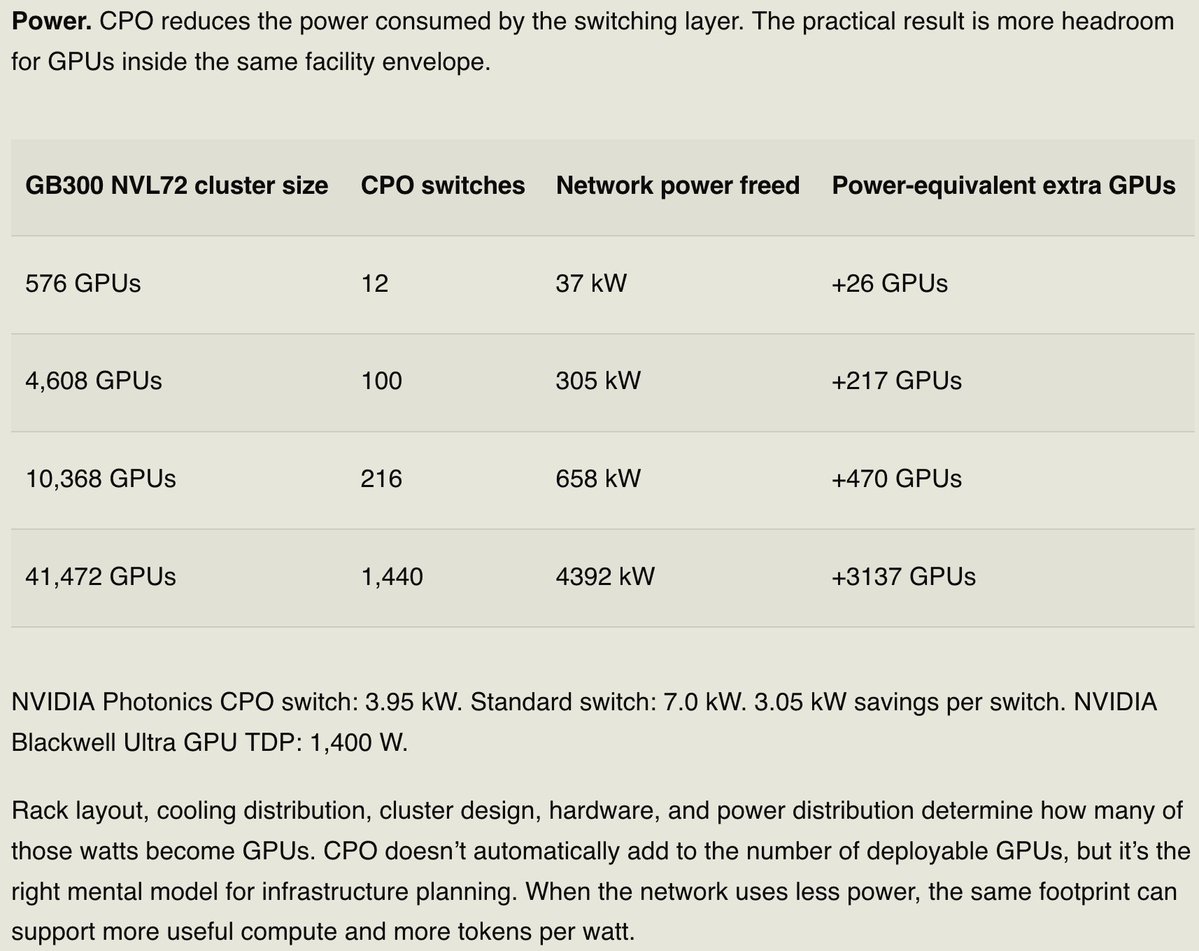 Power. CPO reduces the power consumed by the switching layer. The practical result is more headroom
for GPUs inside the same facility envelope.
GB300 NVL72 cluster size CPO switches Network power freed Power-equivalent extra GPUs
576 GPUs 12 37 kW +26 GPUs
4,608 GPUs 100 305 kW +217 GPUs
10,368 GPUs 216 658 kW +470 GPUs
41,472 GPUs 1,440 4392 kW +3137 GPUs
NVIDIA Photonics CPO switch: 3.95 kW. Standard switch: 7.0 kW. 3.05 kW savings per switch. NVIDIA
Blackwell Ultra GPU TDP: 1,400 W.
Rack layout, cooling distribution, cluster design, hardware, and power distribution determine how many of
those watts become GPUs. CPO doesn’t automatically add to the number of deployable GPUs, but it’s the
right mental model for infrastructure planning. When the network uses less power, the same footprint can
support more useful compute and more tokens per watt.